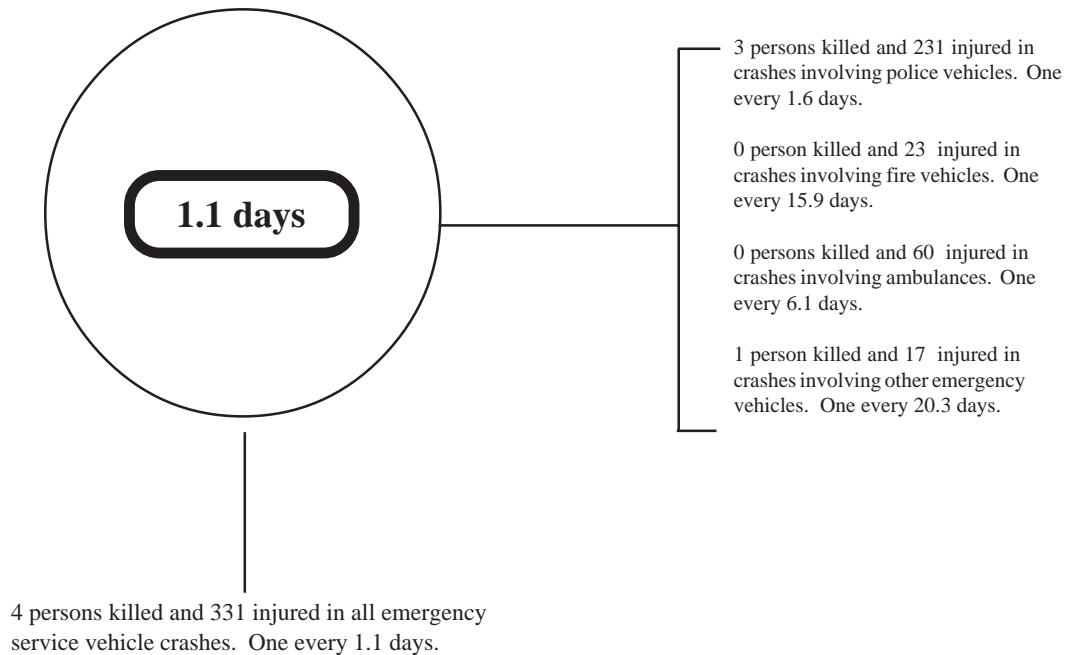 1.1 days
3 persons killed and 231 injured in
crashes involving police vehicles. One
every 1.6 days.
0 person killed and 23 injured in
crashes involving fire vehicles. One
every 15.9 days.
0 persons killed and 60 injured in
crashes involving ambulances. One
every 6.1 days.
1 person killed and 17 injured in
crashes involving other emergency
vehicles. One every 20.3 days.
4 persons killed and 331 injured in all emergency
service vehicle crashes. One every 1.1 days.